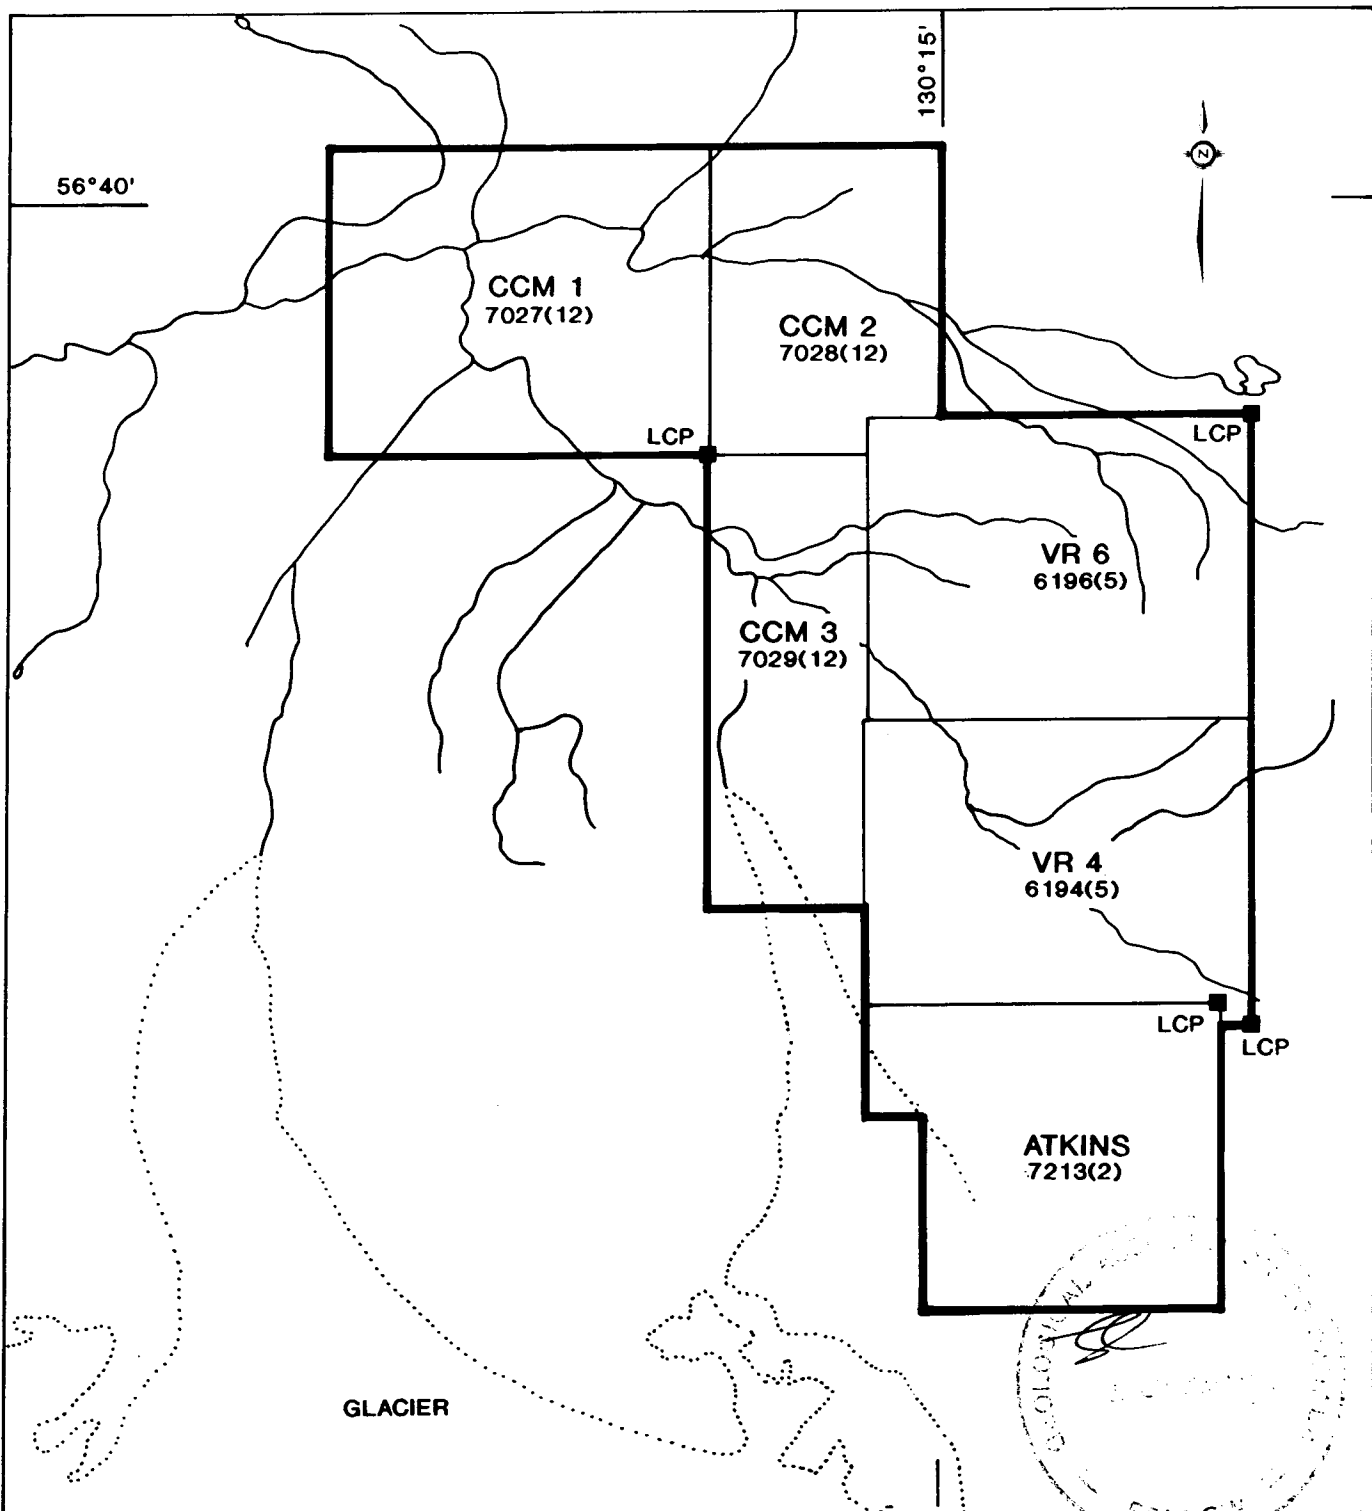 130°15'
56°40'
N
CCM 1
7027(12)
CCM 2
7028(12)
LCP
LCP
VR 6
6196(5)
CCM 3
7029(12)
VR 4
6194(5)
LCP
LCP
ATKINS
7213(2)
GLACIER